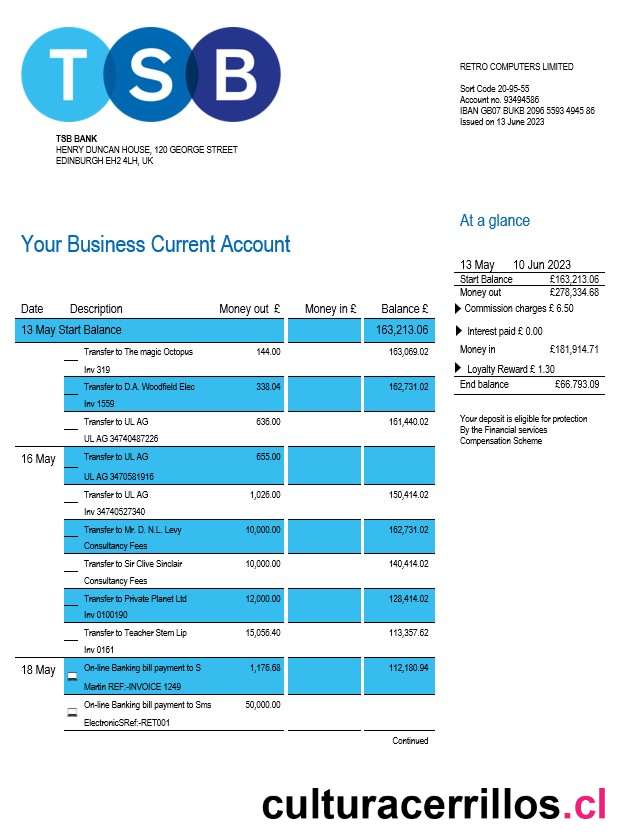 TSB
RETRO COMPUTERS LIMITED
Sort Code 20-95-55
Account no. 93494586
IBAN GB07 BUKB 2096 5593 4945 86
Issued on 13 June 2023
TSB BANK
HENRY DUNCAN HOUSE, 120 GEORGE STREET
EDINBURGH EH2 4LH, UK
At a glance
Your Business Current Account
13 May 10 Jun 2023
Start Balance £163,213.06
Money out £278,334.68
Commission charges £ 6.50
Interest paid £ 0.00
Money in £181,914.71
Loyalty Reward £ 1.30
End balance £66.793.09
Your deposit is eligible for protection
By the Financial services
Compensation Scheme
Date Description Money out £ Money in £ Balance £
13 May Start Balance 163,213.06
Transfer to The magic Octopus 144.00 163,069.02
Inv 319
Transfer to D.A. Woodfield Elec 338.04 162,731.02
Inv 1559
Transfer to UL AG 636.00 161,440.02
UL AG 34740487226
16 May Transfer to UL AG 655.00
UL AG 3470581916
Transfer to UL AG 1,026.00 150,414.02
Inv 34740527340
Transfer to Mr. D. N.L. Levy 10,000.00 162,731.02
Consultancy Fees
Transfer to Sir Clive Sinclair 10,000.00 140,414.02
Consultancy Fees
Transfer to Private Planet Ltd 12,000.00 128,414.02
Inv 0100190
Transfer to Teacher Stem Lip 15,056.40 113,357.62
Inv 0161
18 May On-line Banking bill payment to S 1,176.68 112,180.94
Martin REF:-INVOICE 1249
On-line Banking bill payment to Sms 50,000.00
ElectronicSRef:-RET001
Continued
culturacerrillos.cl